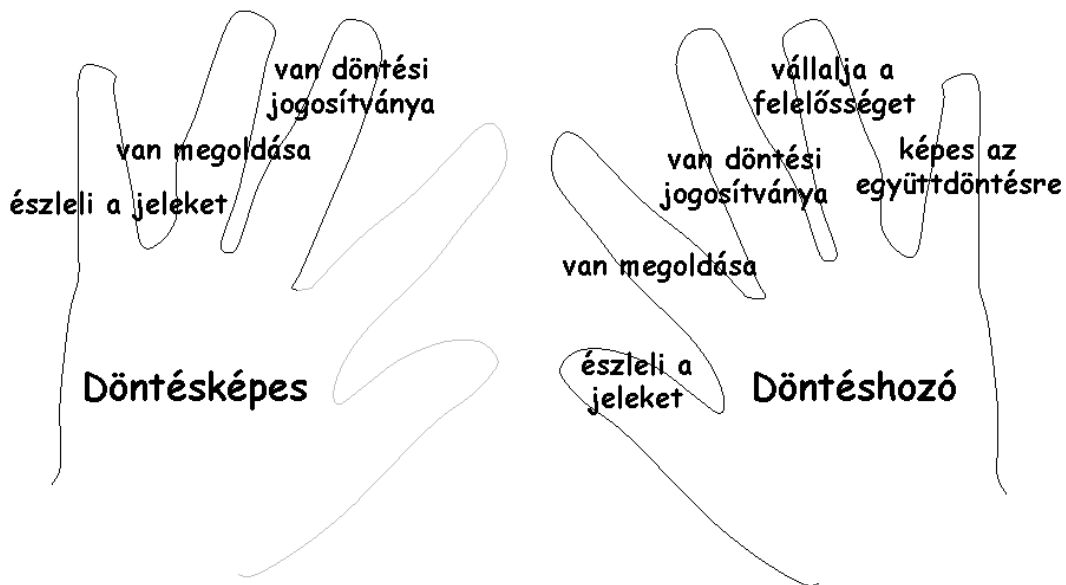 van döntési
jogosítványa
van megoldása
észleli a jeleket
Döntésképes
vállalja a
felelősséget
képes az
együttdöntésre
van döntési
jogosítványa
van megoldása
észleli a
jeleket
Döntéshozó